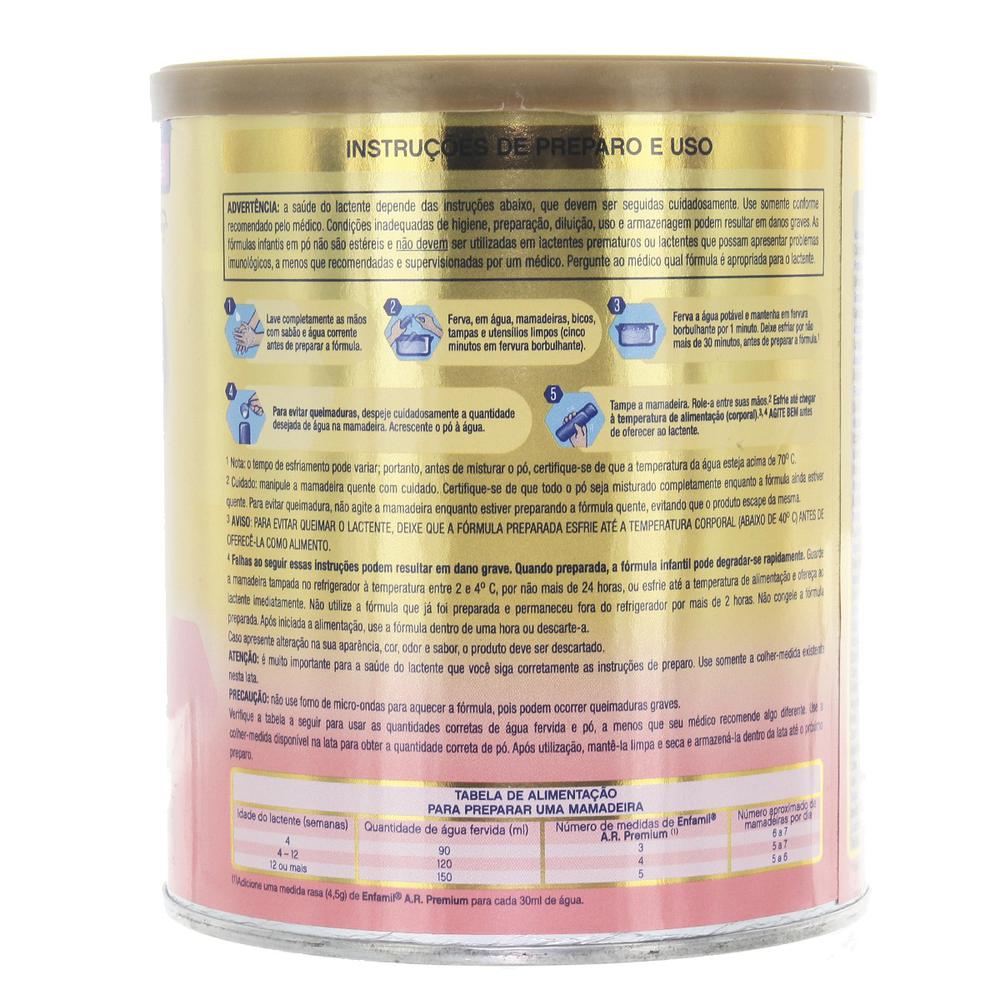 INSTRUÇÕES DE PREPARO E USO
ADVERTÊNCIA: a saúde do lactente depende das instruções abaixo, que devem ser seguidas cuidadosamente. Use somente conforme
recomendado pelo médico. Condições inadequadas de higiene, preparação, diluição, uso e armazenagem podem resultar em danos graves. As
fórmulas infantis em pó não são estéreis e não devem ser utilizadas em lactentes prematuros ou lactentes que possam apresentar problemas
imunológicos, a menos que recomendadas e supervisionadas por um médico. Pergunte ao médico qual fórmula é apropriada para o lactente.
1
Lave completamente as mãos
com sabão e água corrente
antes de preparar a fórmula.
2
Ferva, em água, mamadeiras, bicos,
tampas e utensílios limpos (cinco
minutos em fervura borbulhante).
3
Ferva a água potável e mantenha em fervura
borbulhante por 1 minuto. Deixe esfriar por não
mais de 30 minutos, antes de preparar a fórmula.¹
4
Para evitar queimaduras, despeje cuidadosamente a quantidade
desejada de água na mamadeira. Acrescente o pó à água.
5
Tampe a mamadeira. Role-a entre suas mãos.² Esfrie até chegar
à temperatura de alimentação (corporal).³,⁴ AGITE BEM antes
de oferecer ao lactente.
¹ Nota: o tempo de esfriamento pode variar; portanto, antes de misturar o pó, certifique-se de que a temperatura da água esteja acima de 70º C.
2 Cuidado: manipule a mamadeira quente com cuidado. Certifique-se de que todo o pó seja misturado completamente enquanto a fórmula ainda estiver
quente. Para evitar queimaduras, não agite a mamadeira enquanto estiver preparando a fórmula quente, evitando que o produto escape da mesma.
3 AVISO: PARA EVITAR QUEIMAR O LACTENTE, DEIXE QUE A FÓRMULA PREPARADA ESFRIE ATÉ A TEMPERATURA CORPORAL (ABAIXO DE 40º C) ANTES DE
OFERECÊ-LA COMO ALIMENTO.
⁴ Falhas ao seguir essas instruções podem resultar em dano grave. Quando preparada, a fórmula infantil pode degradar-se rapidamente. Guarde
a mamadeira tampada no refrigerador à temperatura entre 2 e 4º C, por não mais de 24 horas, ou esfrie até a temperatura de alimentação e ofereça ao
lactente imediatamente. Não utilize a fórmula que já foi preparada e permaneceu fora do refrigerador por mais de 2 horas. Não congele a fórmula
preparada. Após iniciada a alimentação, use a fórmula dentro de uma hora ou descarte-a.
Caso apresente alteração na sua aparência, cor, odor e sabor, o produto deve ser descartado.
ATENÇÃO: é muito importante para a saúde do lactente que você siga corretamente as instruções de preparo. Use somente a colher-medida existente
nesta lata.
PRECAUÇÃO: não use forno de micro-ondas para aquecer a fórmula, pois podem ocorrer queimaduras graves.
Verifique a tabela a seguir para usar as quantidades corretas de água fervida e pó, a menos que seu médico recomende algo diferente. Use a
colher-medida disponível na lata para obter a quantidade correta de pó. Após utilização, mantê-la limpa e seca e armazená-la dentro da lata até o próximo
preparo.
TABELA DE ALIMENTAÇÃO
PARA PREPARAR UMA MAMADEIRA
Idade do lactente (semanas) Quantidade de água fervida (ml) Número de medidas de Enfamil® A.R. Premium (1) Número aproximado de mamadeiras por dia
4 90 3 6 a 7
4 – 12 120 4 5 a 7
12 ou mais 150 5 5 a 6
(1)Adicione uma medida rasa (4,5g) de Enfamil® A.R. Premium para cada 30ml de água.